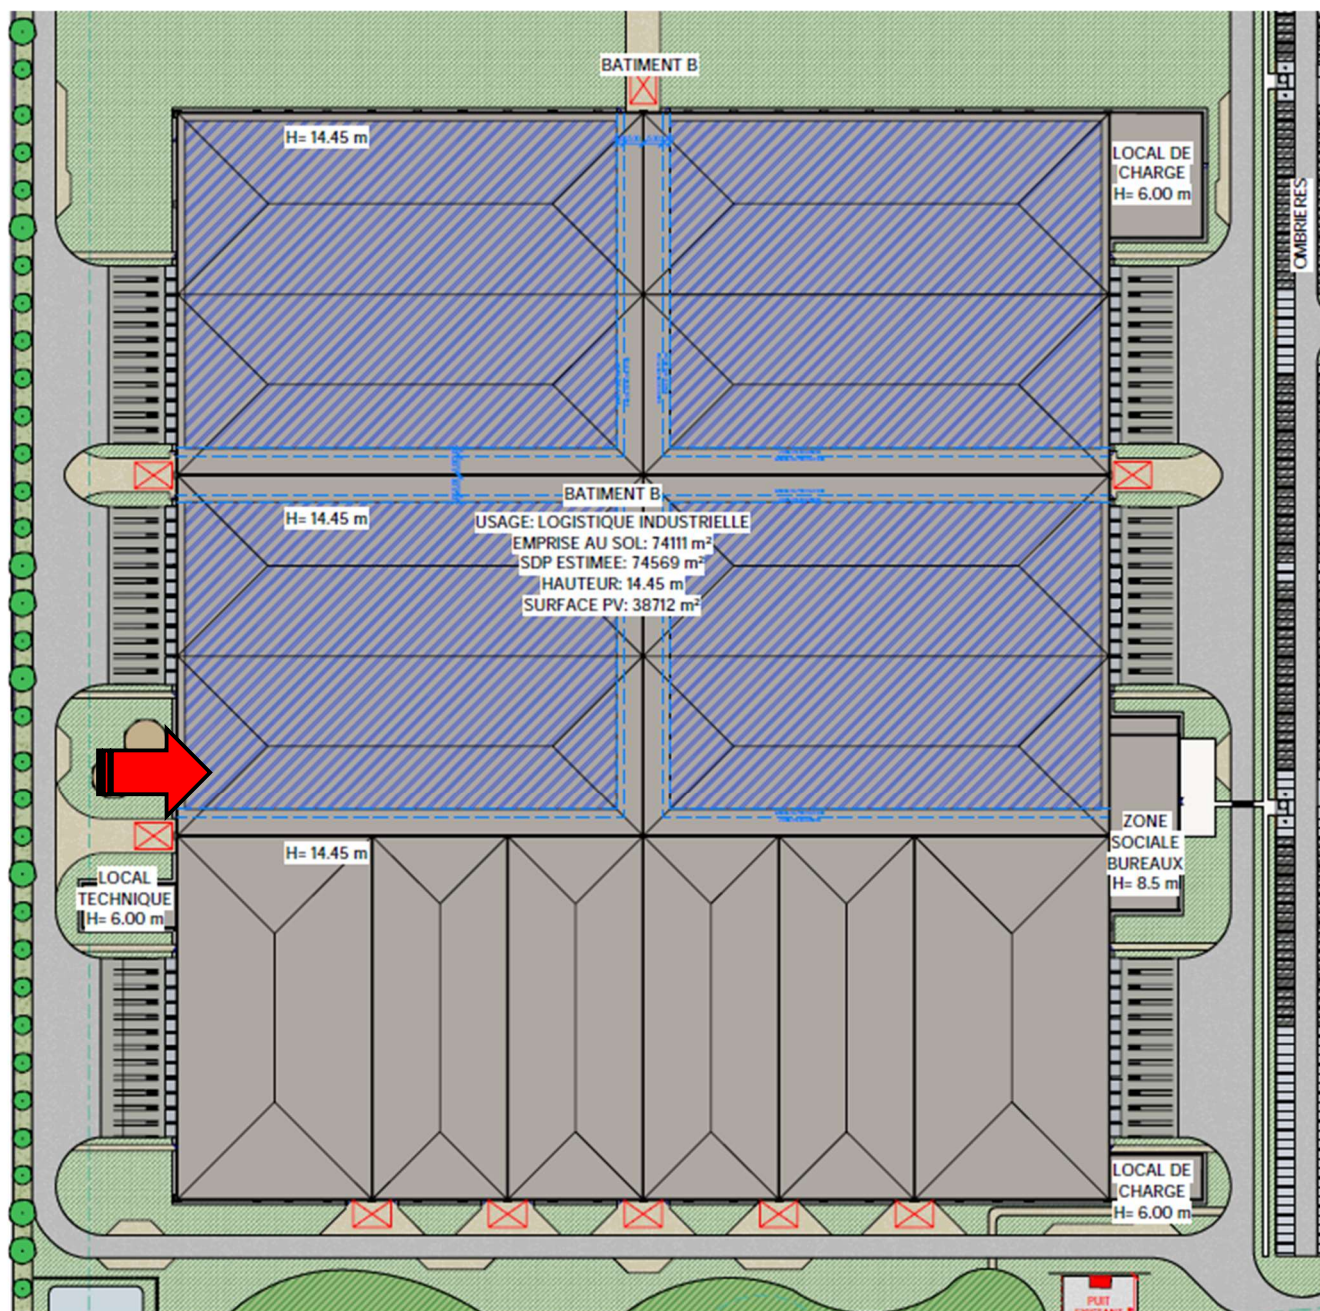 BATIMENT B
H= 14.45 m
LOCAL DE
CHARGE
H= 6.00 m
OMBRIERES
BATIMENT B
H= 14.45 m
USAGE: LOGISTIQUE INDUSTRIELLE
EMPRISE AU SOL: 74111 m²
SDP ESTIMEE: 74569 m²
HAUTEUR: 14.45 m
SURFACE PV: 38712 m²
ZONE
SOCIALE
BUREAUX
H= 8.5 m
H= 14.45 m
LOCAL
TECHNIQUE
H= 6.00 m
LOCAL DE
CHARGE
H= 6.00 m
PUIT